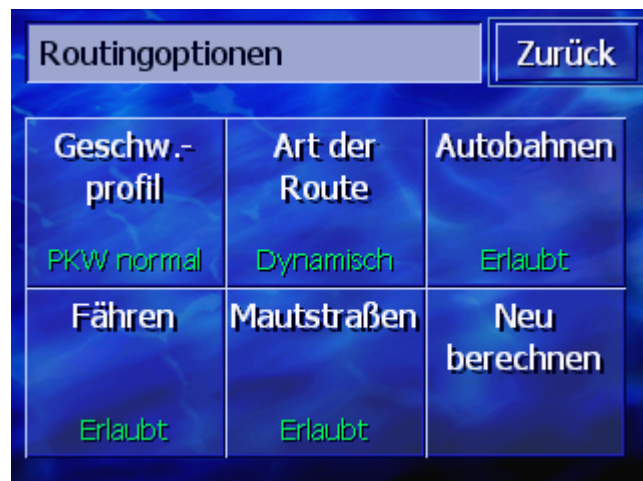 Routingoptionen
Zurück
Geschw.-
profil
PKW normal
Art der
Route
Dynamisch
Autobahnen
Erlaubt
Fähren
Erlaubt
Mautstraßen
Erlaubt
Neu
berechnen